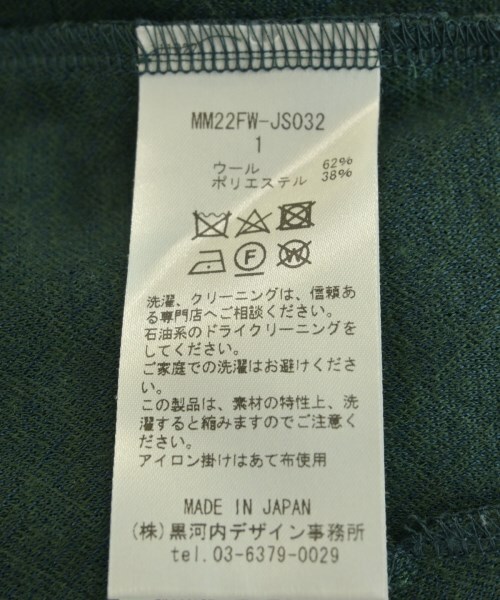 MM22FW-JS032
1
ウール 62%
ポリエステル 38%
F
W
洗濯、クリーニングは、信頼あ
る専門店へご相談ください。
石油系のドライクリーニングを
してください。
ご家庭での洗濯はお避けくださ
い。
この製品は、素材の特性上、洗
濯すると縮みますのでご注意く
ださい。
アイロン掛けはあて布使用
MADE IN JAPAN
(株)黒河内デザイン事務所
tel.03-6379-0029